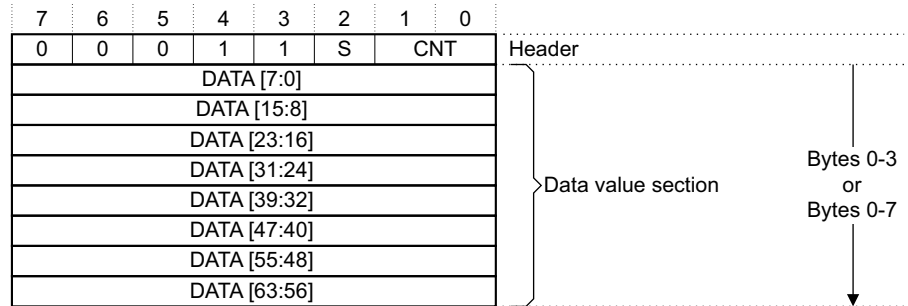 7 6 5 4 3 2 1 0
0 0 0 1 1 S CNT Header
DATA [7:0]
DATA [15:8]
DATA [23:16]
DATA [31:24]
DATA [39:32]
DATA [47:40]
DATA [55:48]
DATA [63:56]
Data value section
Bytes 0-3
or
Bytes 0-7